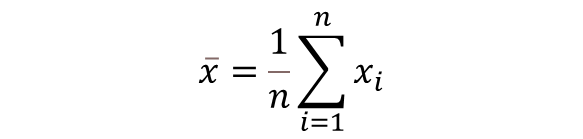 x̄ = 1/n ∑_{i=1}^{n} x_i